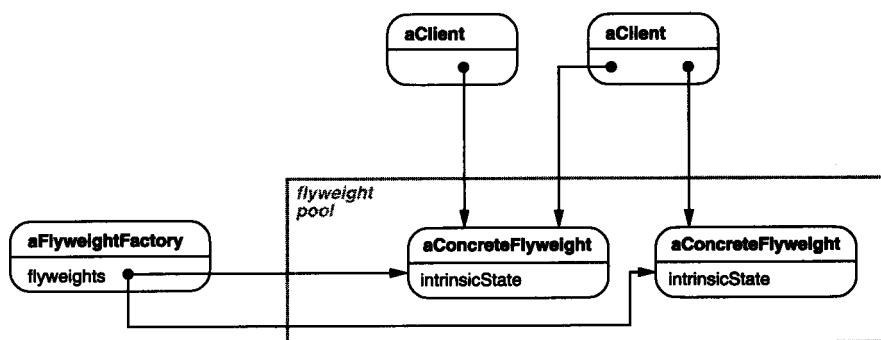 aClient
aClient
flyweight
pool
aFlyweightFactory
flyweights
aConcreteFlyweight
intrinsicState
aConcreteFlyweight
intrinsicState